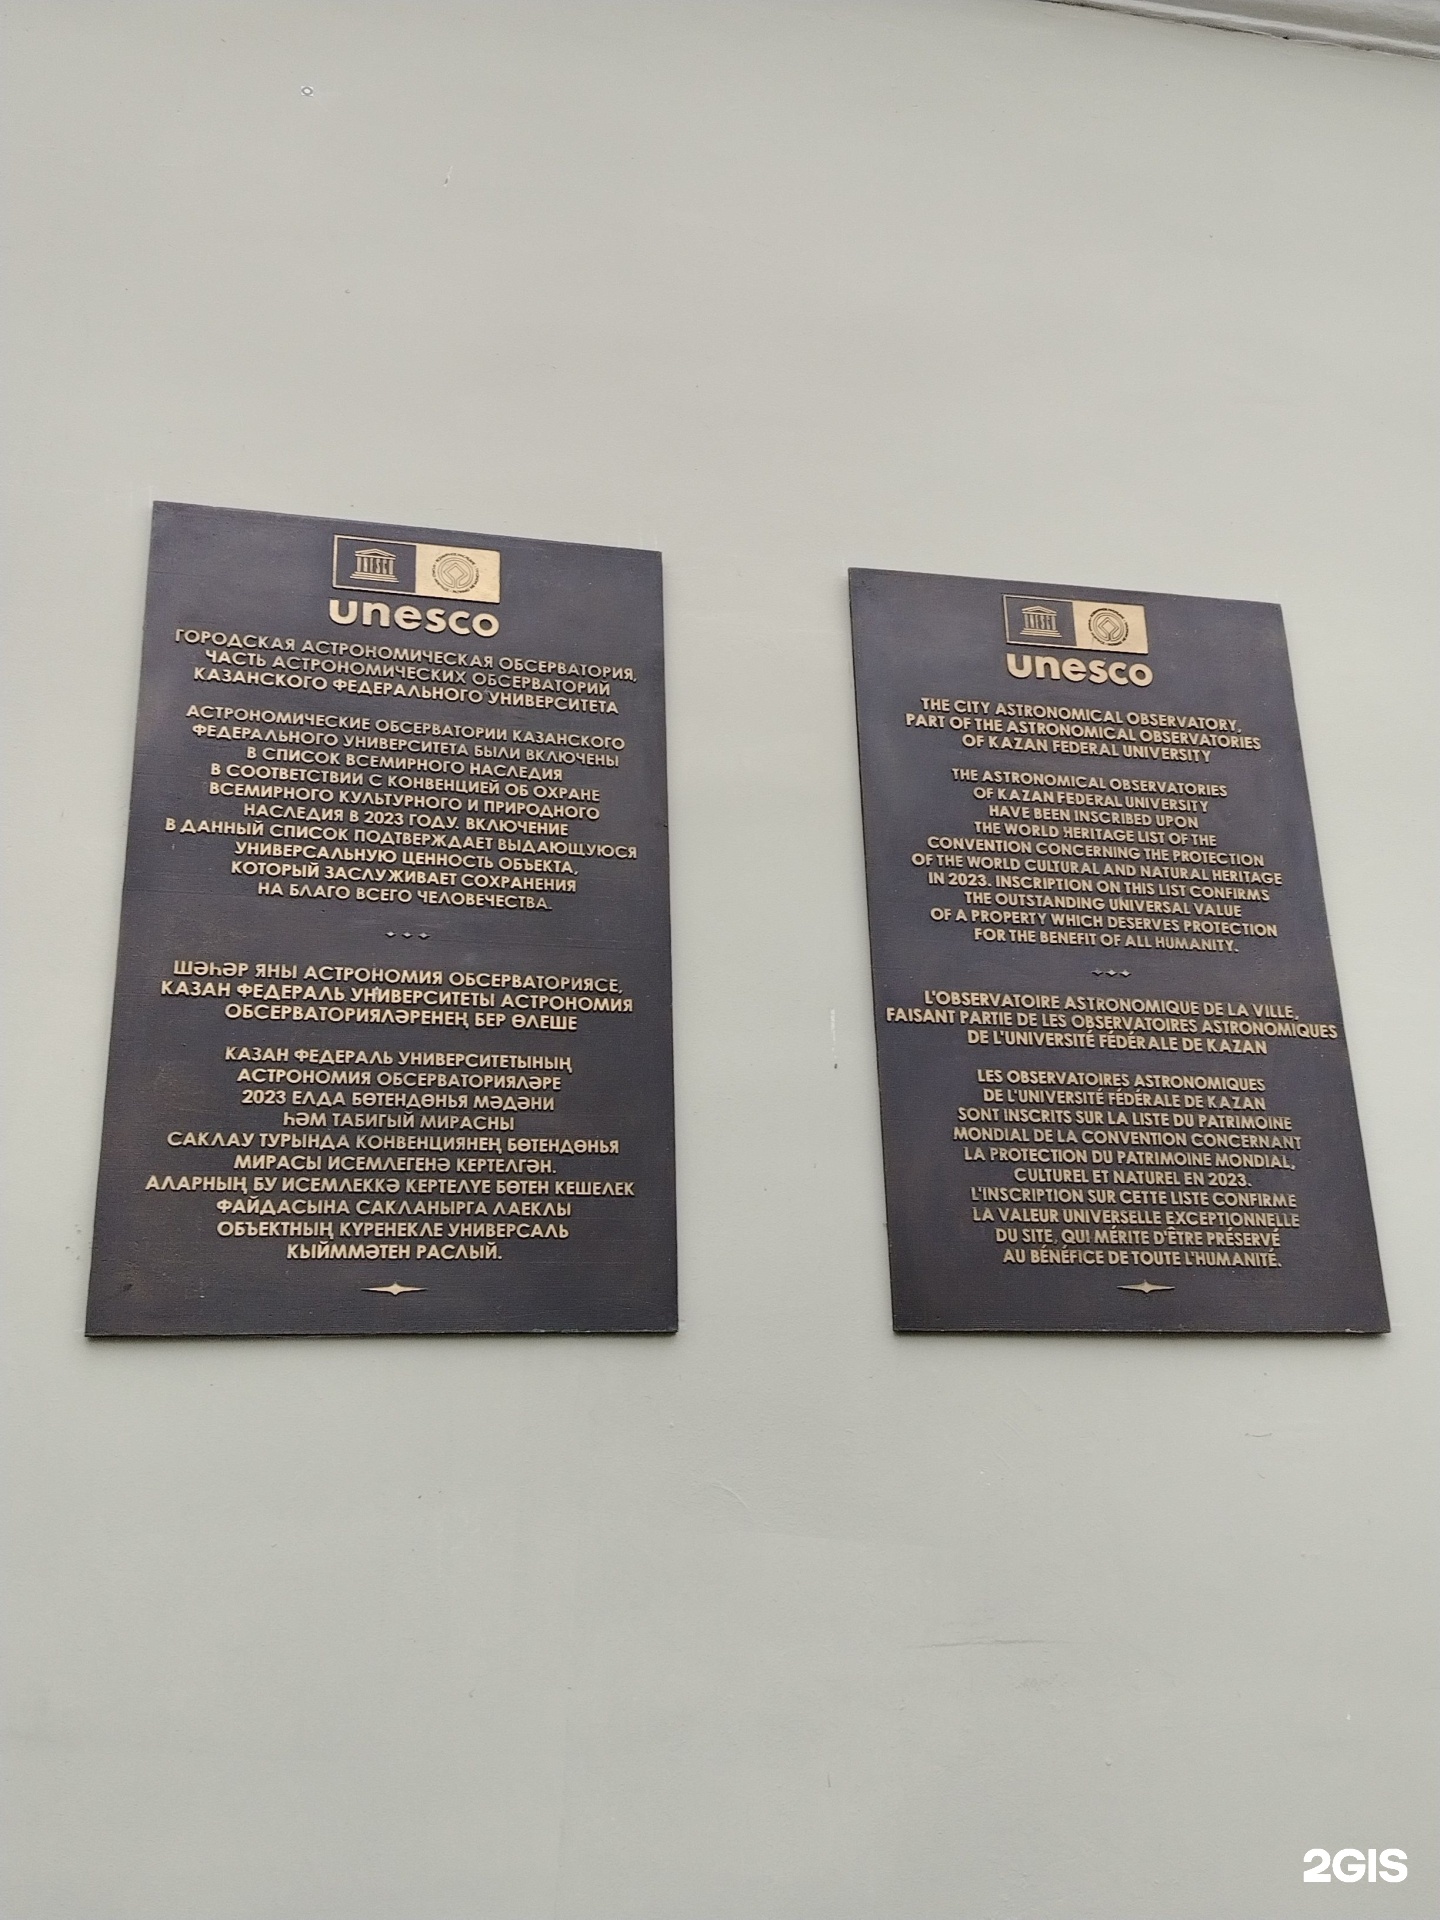 UNESCO
unesco
ГОРОДСКАЯ АСТРОНОМИЧЕСКАЯ ОБСЕРВАТОРИЯ,
ЧАСТЬ АСТРОНОМИЧЕСКИХ ОБСЕРВАТОРИЙ
КАЗАНСКОГО ФЕДЕРАЛЬНОГО УНИВЕРСИТЕТА
АСТРОНОМИЧЕСКИЕ ОБСЕРВАТОРИИ КАЗАНСКОГО
ФЕДЕРАЛЬНОГО УНИВЕРСИТЕТА БЫЛИ ВКЛЮЧЕНЫ
В СПИСОК ВСЕМИРНОГО НАСЛЕДИЯ
В СООТВЕТСТВИИ С КОНВЕНЦИЕЙ ОБ ОХРАНЕ
ВСЕМИРНОГО КУЛЬТУРНОГО И ПРИРОДНОГО
НАСЛЕДИЯ В 2023 ГОДУ. ВКЛЮЧЕНИЕ
В ДАННЫЙ СПИСОК ПОДТВЕРЖДАЕТ ВЫДАЮЩУЮСЯ
УНИВЕРСАЛЬНУЮ ЦЕННОСТЬ ОБЪЕКТА,
КОТОРЫЙ ЗАСЛУЖИВАЕТ СОХРАНЕНИЯ
НА БЛАГО ВСЕГО ЧЕЛОВЕЧЕСТВА.
ШӘҺӘР ЯНЫ АСТРОНОМИЯ ОБСЕРВАТОРИЯСЕ,
КАЗАН ФЕДЕРАЛЬ УНИВЕРСИТЕТЫ АСТРОНОМИЯ
ОБСЕРВАТОРИЯЛӘРЕНЕҢ БЕР ӨЛЕШЕ
КАЗАН ФЕДЕРАЛЬ УНИВЕРСИТЕТЫНЫҢ
АСТРОНОМИЯ ОБСЕРВАТОРИЯЛӘРЕ
2023 ЕЛДА БӨТЕНДӨНЬЯ МӘДӘНИ
ҺӘМ ТАБИГЫЙ МИРАСНЫ
САКЛАУ ТУРЫНДА КОНВЕНЦИЯНЕҢ БӨТЕНДӨНЬЯ
МИРАСЫ ИСЕМЛЕГЕНӘ КЕРТЕЛГӘН.
АЛАРНЫҢ БУ ИСЕМЛЕККӘ КЕРТЕЛҮЕ БӨТЕН КЕШЕЛЕК
ФАЙДАСЫНА САКЛАНЫРГА ЛАЕКЛЫ
ОБЪЕКТНЫҢ КҮРЕНЕКЛЕ УНИВЕРСАЛЬ
КЫЙММӘТЕН РАСЛЫЙ.
UNESCO
unesco
THE CITY ASTRONOMICAL OBSERVATORY,
PART OF THE ASTRONOMICAL OBSERVATORIES
OF KAZAN FEDERAL UNIVERSITY
THE ASTRONOMICAL OBSERVATORIES
OF KAZAN FEDERAL UNIVERSITY
HAVE BEEN INSCRIBED UPON
THE WORLD HERITAGE LIST OF THE
CONVENTION CONCERNING THE PROTECTION
OF THE WORLD CULTURAL AND NATURAL HERITAGE
IN 2023. INSCRIPTION ON THIS LIST CONFIRMS
THE OUTSTANDING UNIVERSAL VALUE
OF A PROPERTY WHICH DESERVES PROTECTION
FOR THE BENEFIT OF ALL HUMANITY.
L'OBSERVATOIRE ASTRONOMIQUE DE LA VILLE,
FAISANT PARTIE DE LES OBSERVATOIRES ASTRONOMIQUES
DE L'UNIVERSITÉ FÉDÉRALE DE KAZAN
LES OBSERVATOIRES ASTRONOMIQUES
DE L'UNIVERSITÉ FÉDÉRALE DE KAZAN
SONT INSCRITS SUR LA LISTE DU PATRIMOINE
MONDIAL DE LA CONVENTION CONCERNANT
LA PROTECTION DU PATRIMOINE MONDIAL,
CULTUREL ET NATUREL EN 2023.
L'INSCRIPTION SUR CETTE LISTE CONFIRME
LA VALEUR UNIVERSELLE EXCEPTIONNELLE
DU SITE, QUI MÉRITE D'ÊTRE PRÉSERVÉ
AU BÉNÉFICE DE TOUTE L'HUMANITÉ.
2GIS